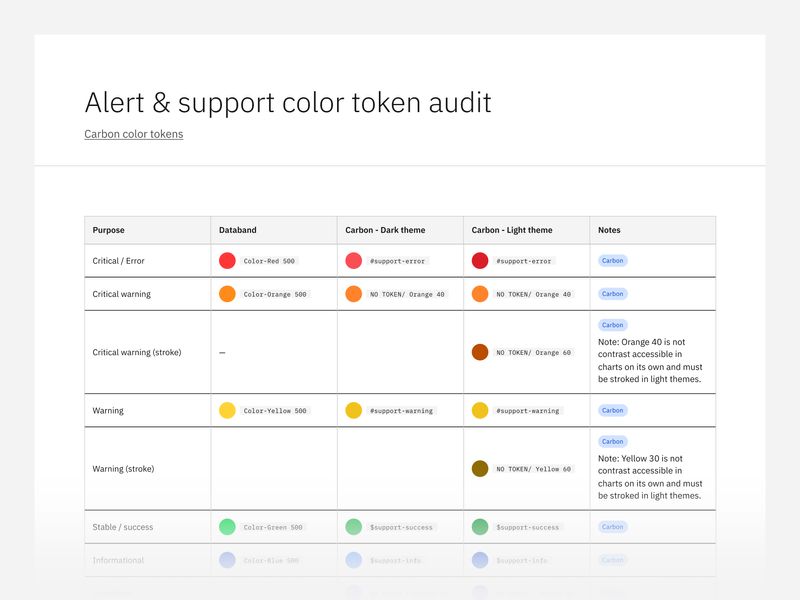 Alert & support color token audit
Carbon color tokens
Purpose Databand Carbon - Dark theme Carbon - Light theme Notes
Critical / Error Color-Red 500 #support-error #support-error Carbon
Critical warning Color-Orange 500 NO TOKEN/ Orange 40 NO TOKEN/ Orange 40 Carbon
Critical warning (stroke) — NO TOKEN/ Orange 60 Carbon
Note: Orange 40 is not
contrast accessible in
charts on its own and must
be stroked in light themes.
Warning Color-Yellow 500 #support-warning #support-warning Carbon
Warning (stroke) NO TOKEN/ Yellow 60 Carbon
Note: Yellow 30 is not
contrast accessible in
charts on its own and must
be stroked in light themes.
Stable / success Color-Green 500 $support-success $support-success Carbon
Informational Color-Blue 500 $support-info $support-info Carbon